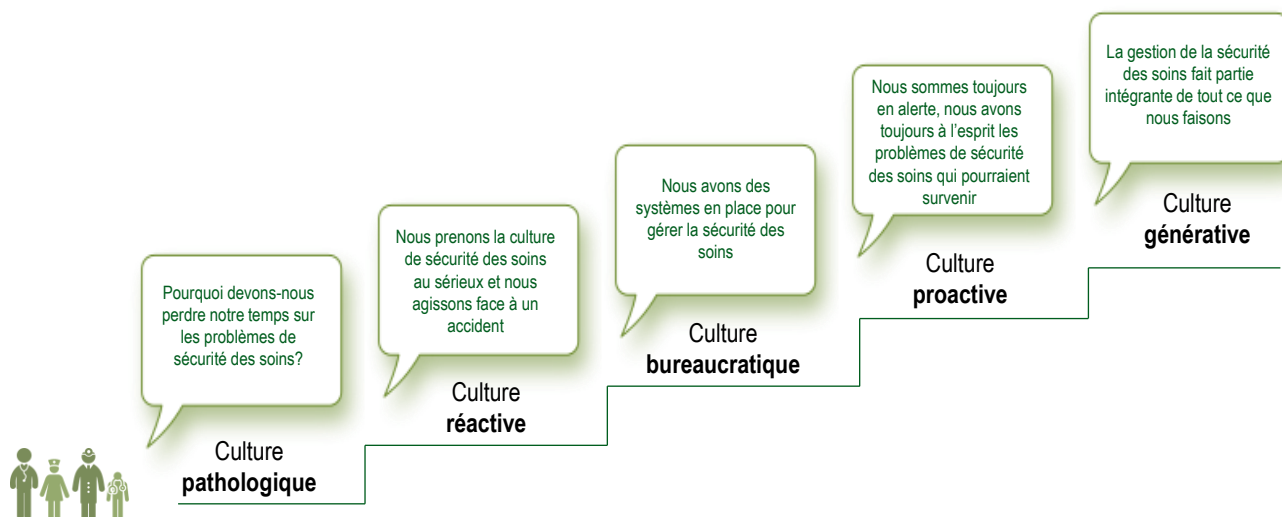 Pourquoi devons-nous
perdre notre temps sur
les problèmes de
sécurité des soins?
Culture
pathologique
Nous prenons la culture
de sécurité des soins
au sérieux et nous
agissons face à un
accident
Culture
réactive
Nous avons des
systèmes en place pour
gérer la sécurité des
soins
Culture
bureaucratique
Nous sommes toujours
en alerte, nous avons
toujours à l’esprit les
problèmes de sécurité
des soins qui pourraient
survenir
Culture
proactive
La gestion de la sécurité
des soins fait partie
intégrante de tout ce que
nous faisons
Culture
générative